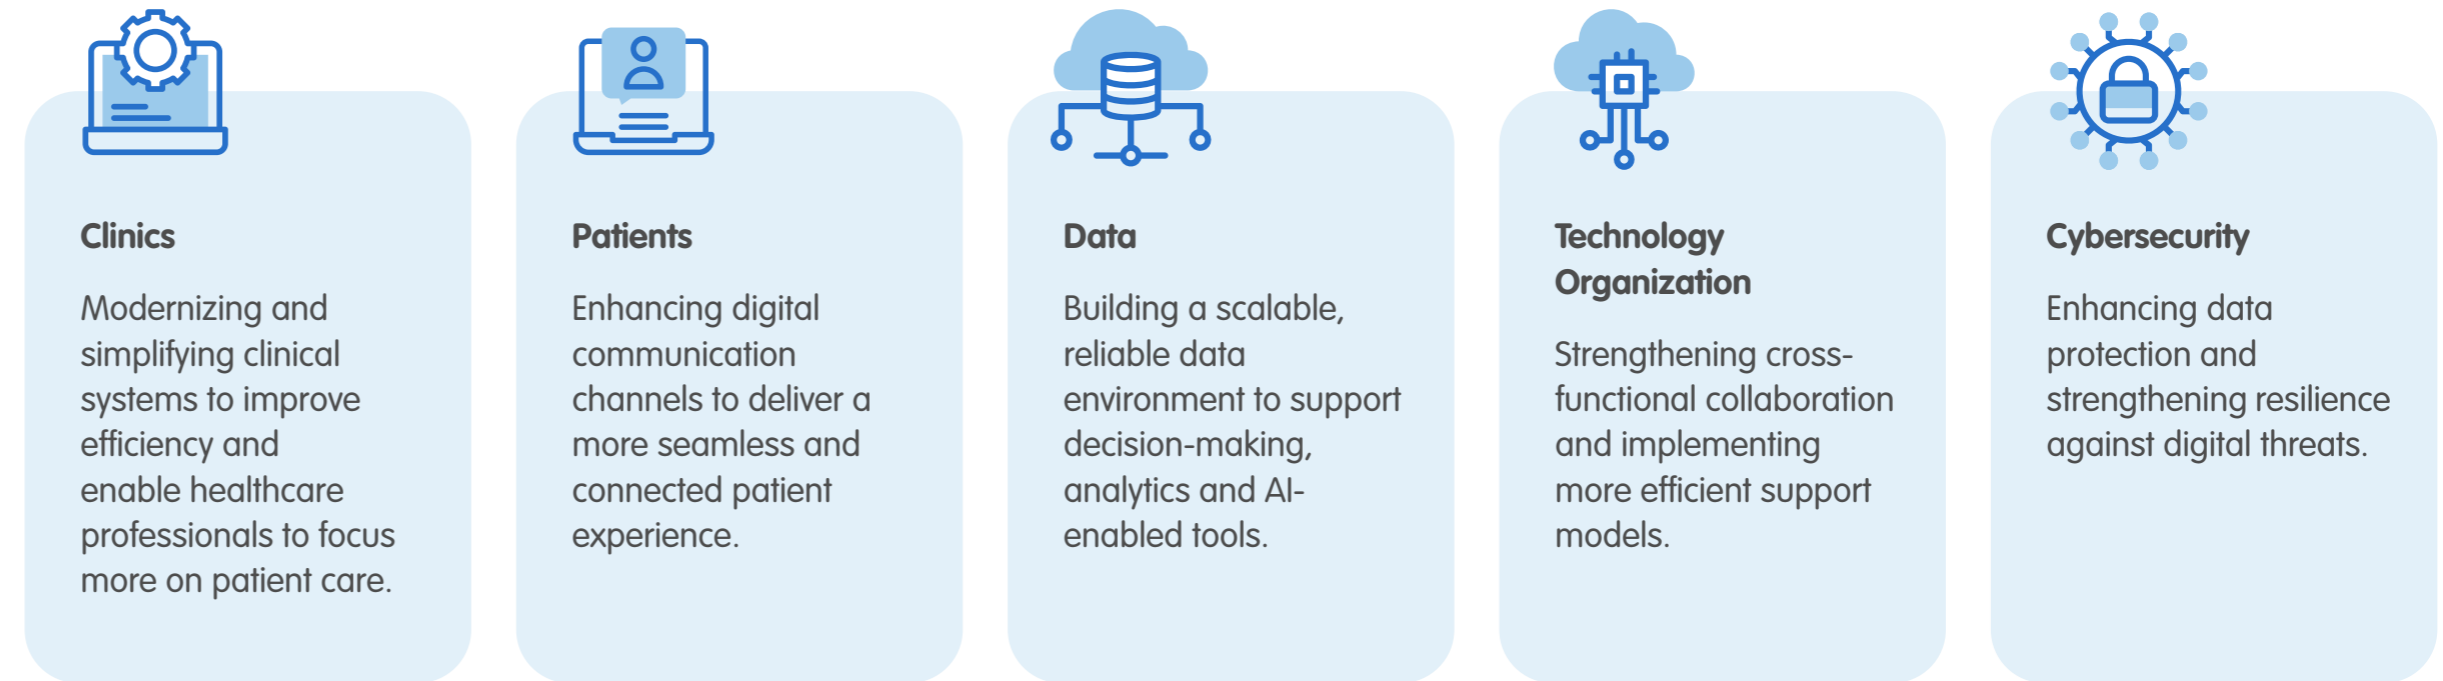 Clinics
Modernizing and
simplifying clinical
systems to improve
efficiency and
enable healthcare
professionals to focus
more on patient care.
Patients
Enhancing digital
communication
channels to deliver a
more seamless and
connected patient
experience.
Data
Building a scalable,
reliable data
environment to support
decision-making,
analytics and AI-
enabled tools.
Technology
Organization
Strengthening cross-
functional collaboration
and implementing
more efficient support
models.
Cybersecurity
Enhancing data
protection and
strengthening resilience
against digital threats.